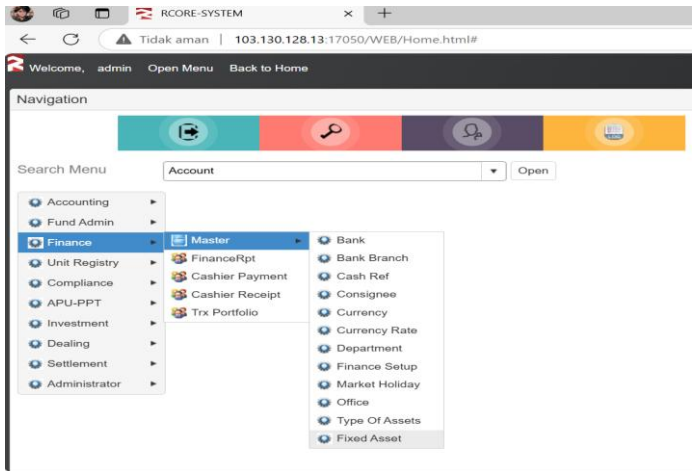 RCORE-SYSTEM
Tidak aman | 103.130.128.13:17050/WEB/Home.html#
Welcome, admin Open Menu Back to Home
Navigation
Search Menu Account Open
Accounting
Fund Admin
Finance
Unit Registry
Compliance
APU-PPT
Investment
Dealing
Settlement
Administrator
Master
FinanceRpt
Cashier Payment
Cashier Receipt
Trx Portfolio
Bank
Bank Branch
Cash Ref
Consignee
Currency
Currency Rate
Department
Finance Setup
Market Holiday
Office
Type Of Assets
Fixed Asset